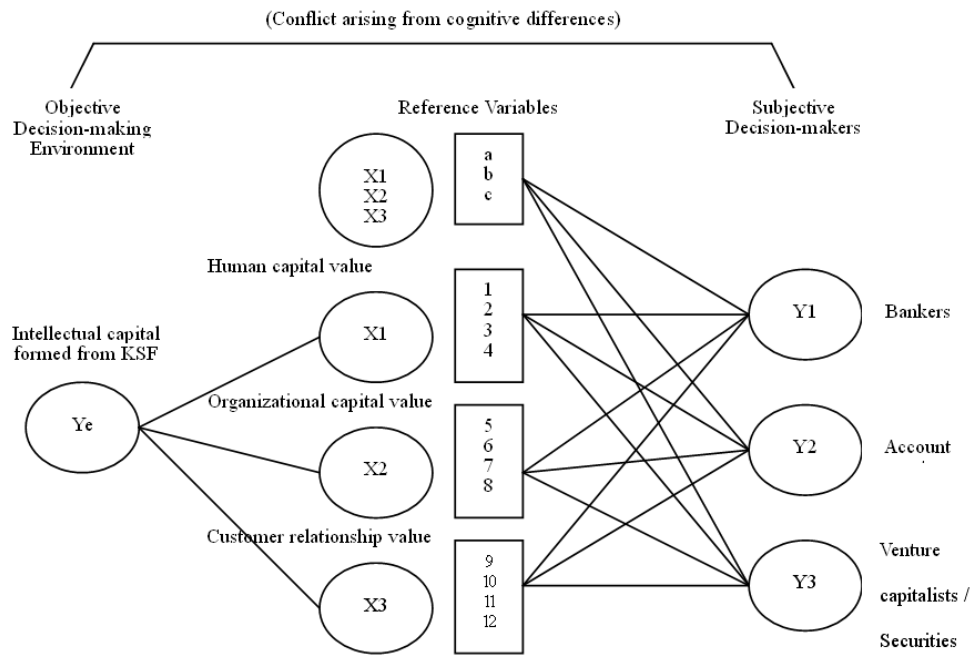 (Conflict arising from cognitive differences)
Objective
Decision-making
Environment
Reference Variables
Subjective
Decision-makers
X1
X2
X3
a
b
c
Human capital value
X1
1
2
3
4
Y1
Bankers
Intellectual capital
formed from KSF
Ye
Organizational capital value
X2
5
6
7
8
Y2
Account
Customer relationship value
X3
9
10
11
12
Y3
Venture
capitalists /
Securities